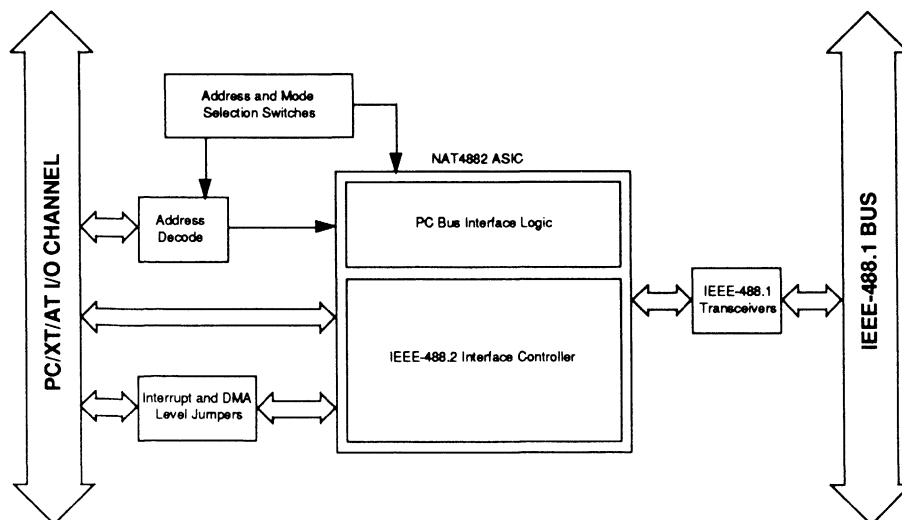 PC/XT/AT I/O CHANNEL
Address and Mode
Selection Switches
NAT4882 ASIC
Address
Decode
PC Bus Interface Logic
IEEE-488.2 Interface Controller
Interrupt and DMA
Level Jumpers
IEEE-488.1
Transceivers
IEEE-488.1 BUS